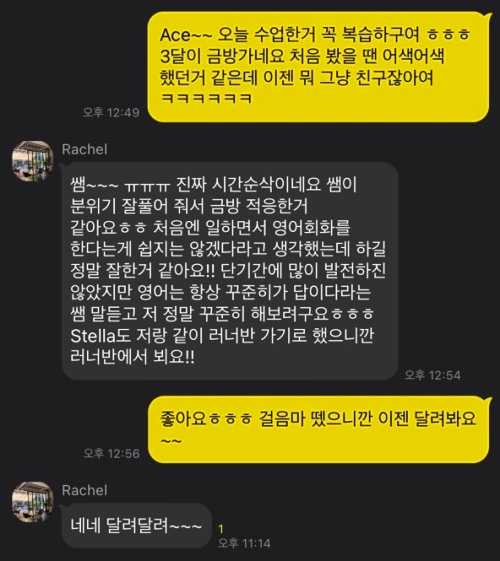 Ace~~ 오늘 수업한거 꼭 복습하구여 ㅎㅎㅎ
3달이 금방가네요 처음 봤을 땐 어색어색
했던거 같은데 이젠 뭐 그냥 친구잖아여
ㅋㅋㅋㅋㅋㅋ
오후 12:49
Rachel
쌤~~~ ㅠㅠㅠ 진짜 시간순삭이네요 쌤이
분위기 잘풀어 줘서 금방 적응한거
같아요ㅎㅎ 처음엔 일하면서 영어회화를
한다는게 쉽지는 않겠다라고 생각했는데 하길
정말 잘한거 같아요!! 단기간에 많이 발전하진
않았지만 영어는 항상 꾸준히가 답이다라는
쌤 말듣고 저 정말 꾸준히 해보려구요ㅎㅎㅎ
Stella도 저랑 같이 러너반 가기로 했으니깐
러너반에서 뵈요!!
오후 12:54
좋아요ㅎㅎㅎ 걸음마 뗐으니깐 이젠 달려봐요
~~
오후 12:56
Rachel
네네 달려달려~~~
1
오후 11:14